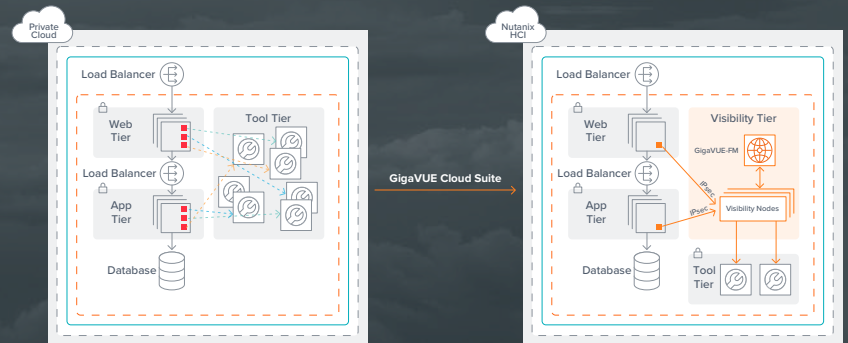 Private
Cloud
Load Balancer
Web
Tier
Tool Tier
Load Balancer
App
Tier
Database
GigaVUE Cloud Suite
Nutanix
HCI
Load Balancer
Web
Tier
Visibility Tier
GigaVUE-FM
Load Balancer
IPsec
App
Tier
IPsec
Visibility Nodes
Database
Tool
Tier